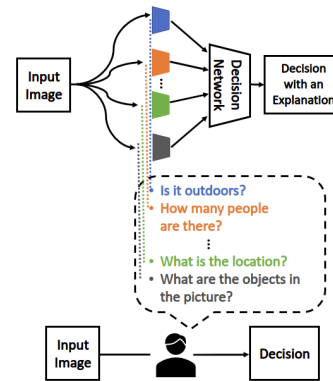 Input
Image
Decision
Network
Decision
with an
Explanation
• Is it outdoors?
• How many people
are there?
• What is the location?
• What are the objects in
the picture?
Input
Image
Decision